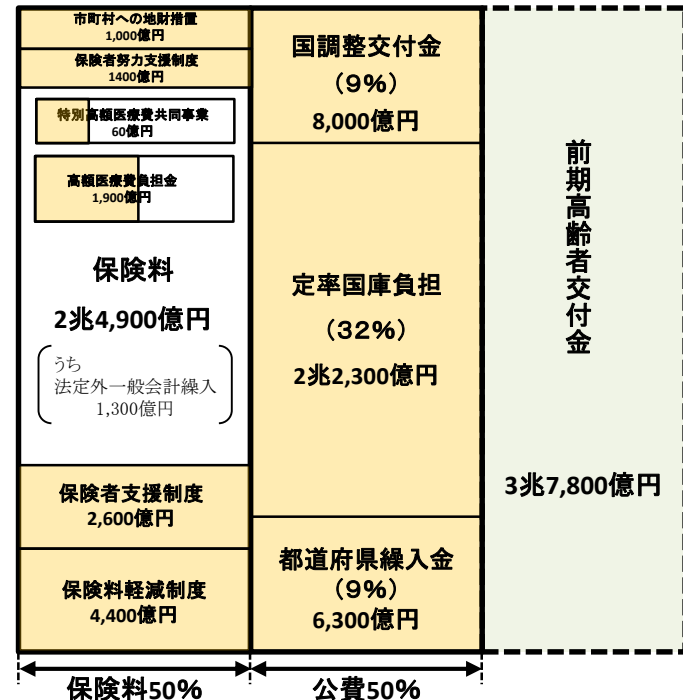 市町村への地財措置
1,000億円
保険者努力支援制度
1400億円
特別高額医療費共同事業
60億円
高額医療費負担金
1,900億円
保険料
2兆4,900億円
うち
法定外一般会計繰入
1,300億円
保険者支援制度
2,600億円
保険料軽減制度
4,400億円
国調整交付金
(9%)
8,000億円
定率国庫負担
(32%)
2兆2,300億円
都道府県繰入金
(9%)
6,300億円
前期高齢者交付金
3兆7,800億円
保険料50%
公費50%